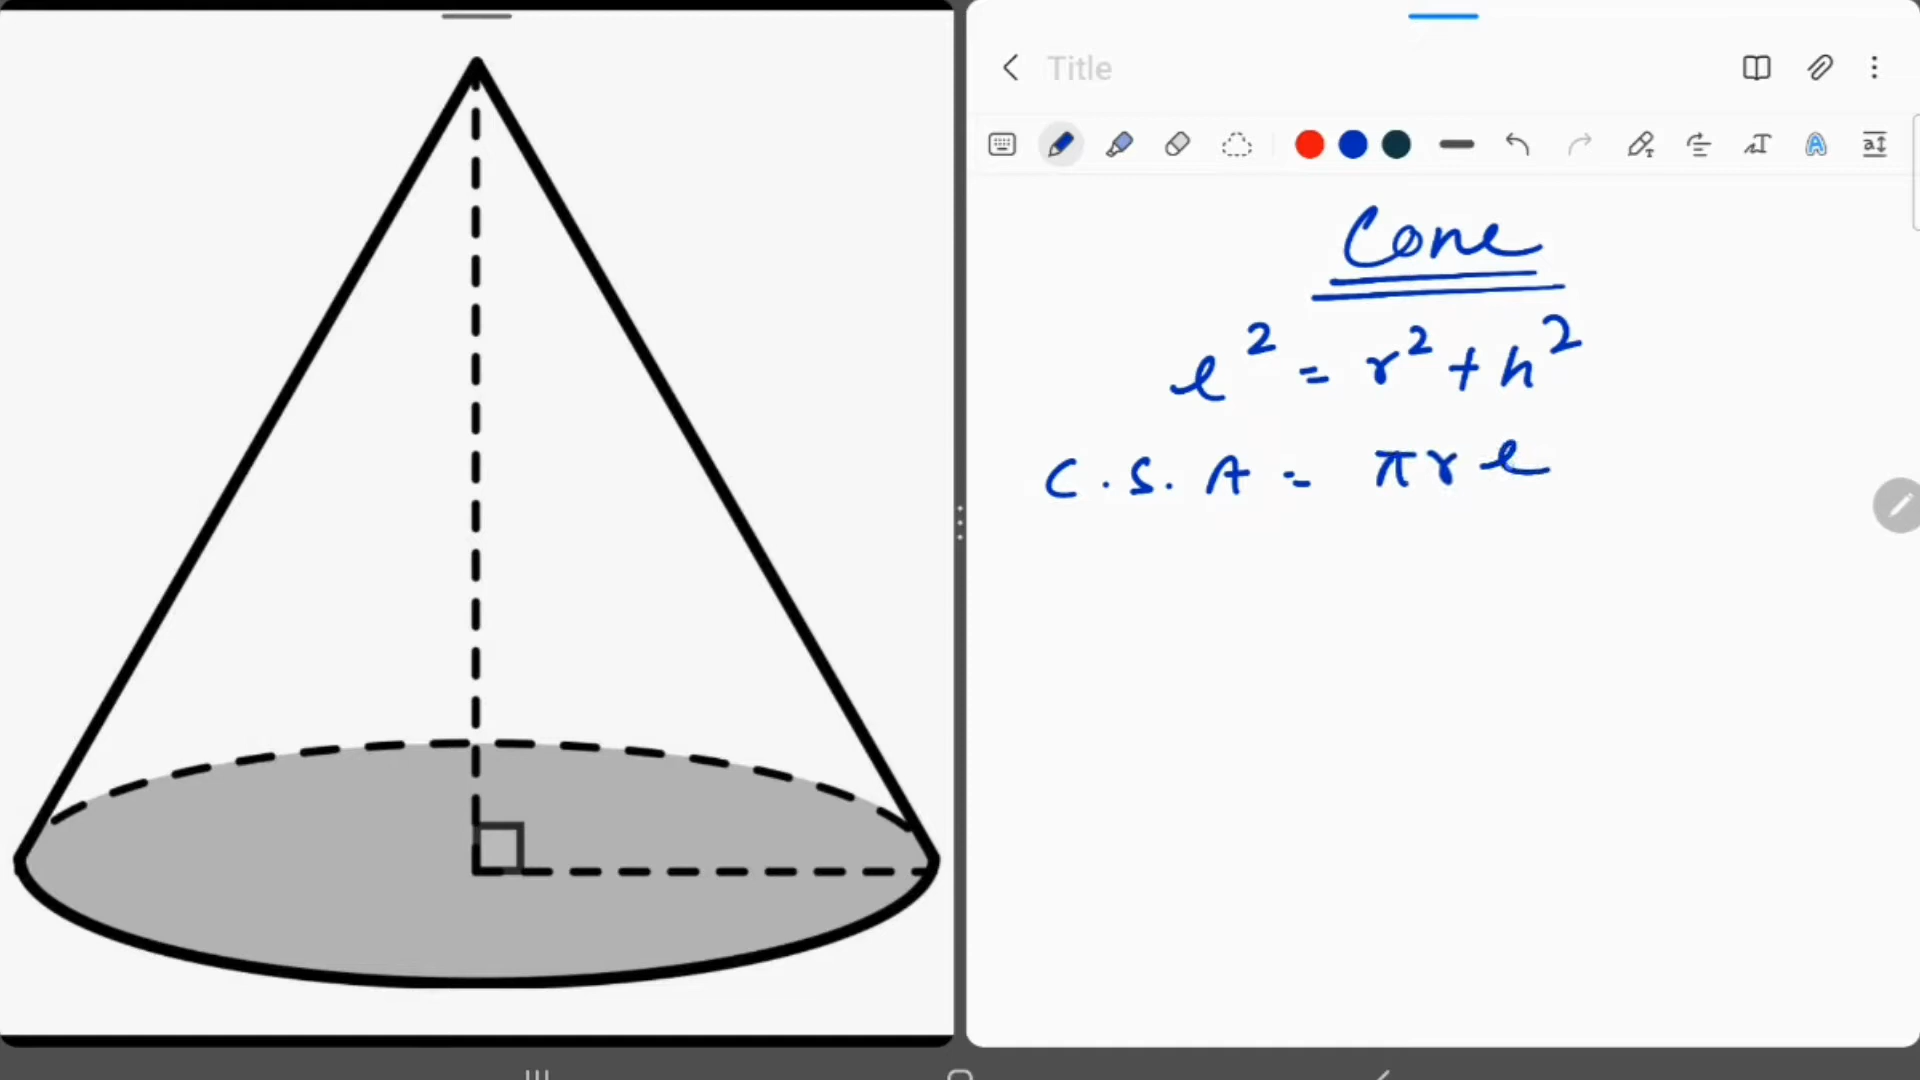 Title
Cone
l² = r² + h²
C.S.A = πrl